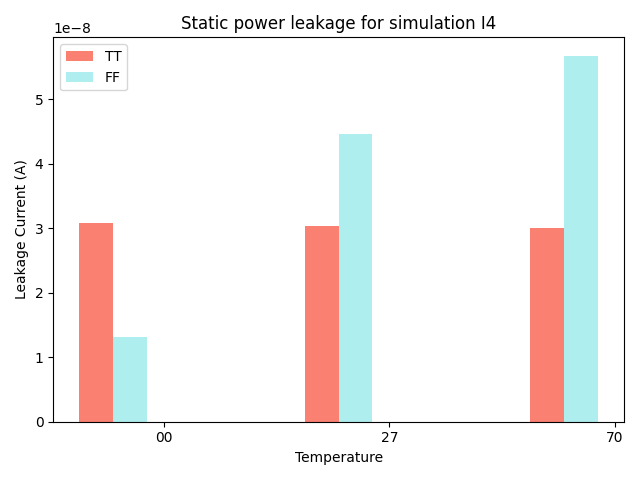 Static power leakage for simulation I4
1e−8
TT
FF
5
4
3
2
1
0
Leakage Current (A)
00
27
70
Temperature